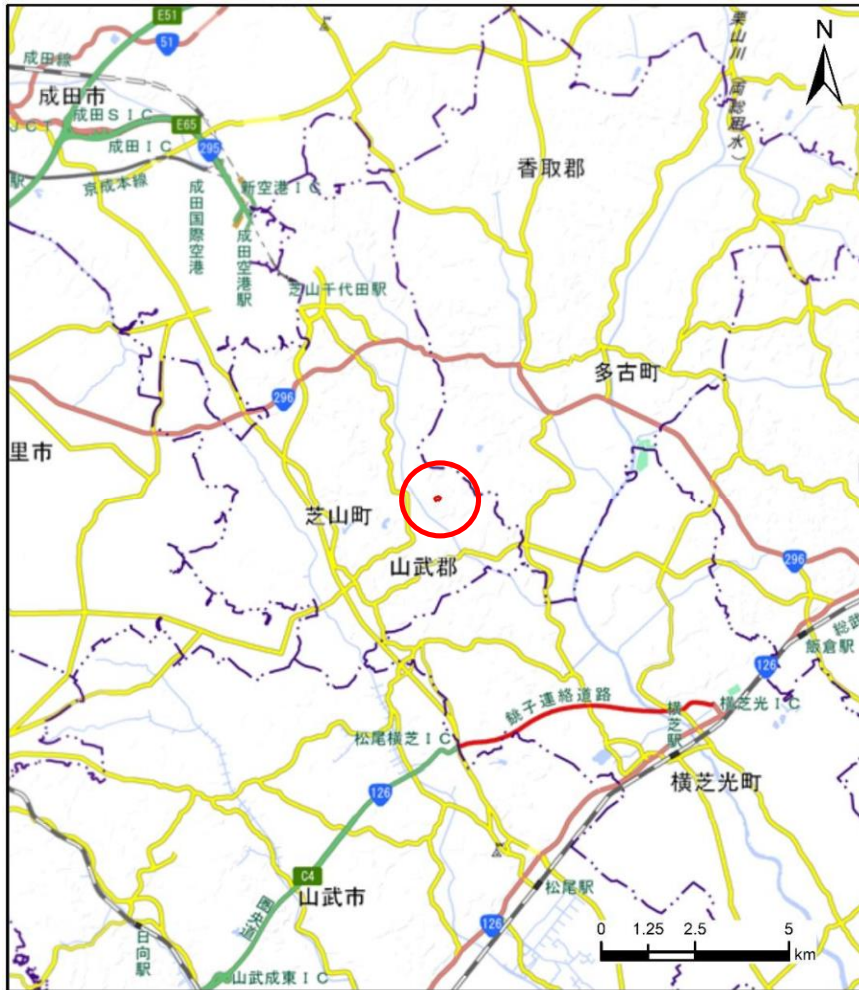 E51
51
成田線
成田市
成田SIC
E65
JCT
成田IC
295
駅
京成本線
新空港IC
成田国際空港
成田空港駅
芝山千代田駅
香取郡
栗山川(両総用水)
N
296
多古町
里市
芝山町
山武郡
296
総武
飯倉駅
126
銚子連絡道路
横芝光IC
横芝駅
松尾横芝IC
横芝光町
126
C4
山武市
圏央道
松尾駅
126
日向駅
山武成東IC
0 1.25 2.5 5
km